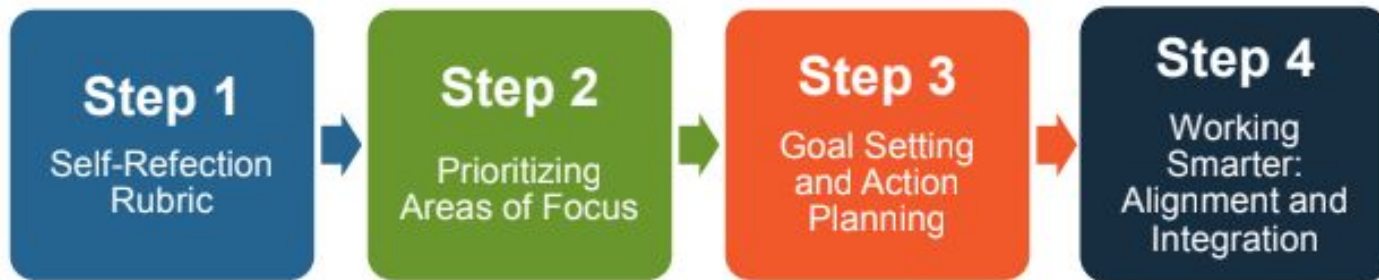 Step 1
Self-Refection
Rubric
Step 2
Prioritizing
Areas of Focus
Step 3
Goal Setting
and Action
Planning
Step 4
Working
Smarter:
Alignment and
Integration